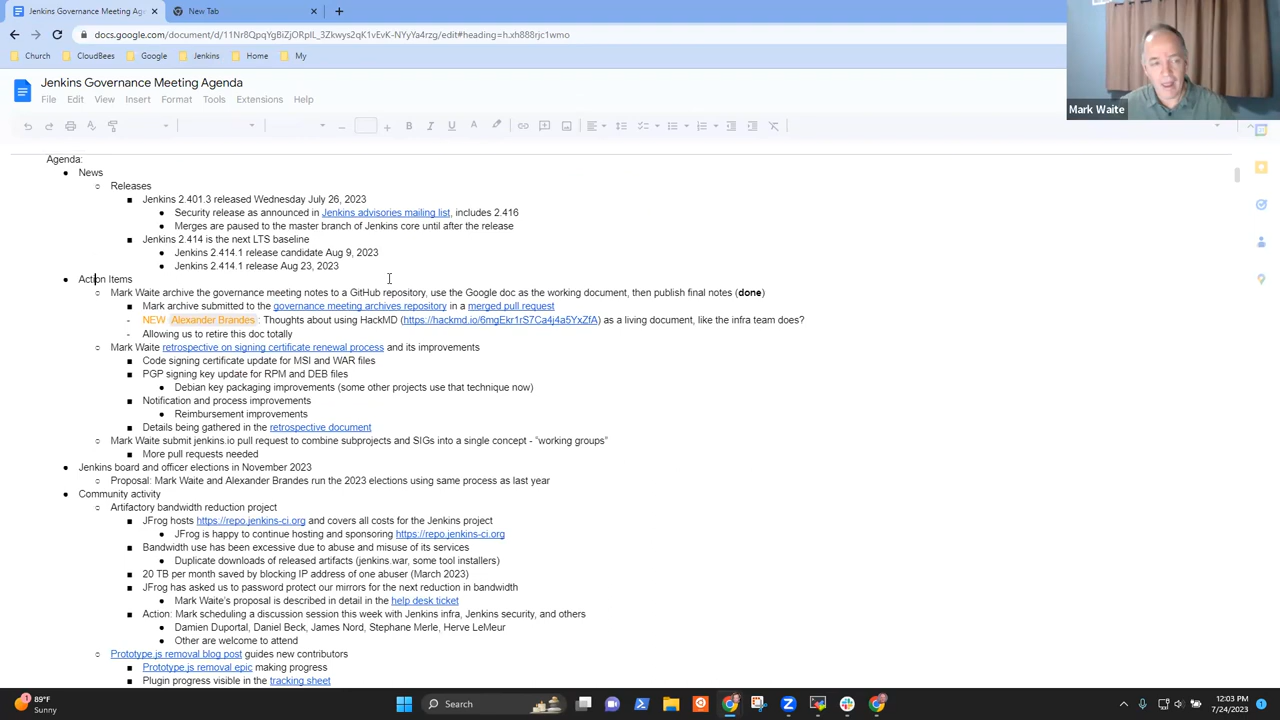 Jenkins Governance Meeting Age
New Tab
docs.google.com/document/d/11Nr8QpqYgBiZjORpIL_3Zkwys2qK1vEvK-NYyYa4rzg/edit#heading=h.xh888rjc1wmo
Church CloudBees Google Jenkins Home My
Jenkins Governance Meeting Agenda
File Edit View Insert Format Tools Extensions Help
Mark Waite
Agenda:
News
Releases
Jenkins 2.401.3 released Wednesday July 26, 2023
Security release as announced in Jenkins advisories mailing list, includes 2.416
Merges are paused to the master branch of Jenkins core until after the release
Jenkins 2.414 is the next LTS baseline
Jenkins 2.414.1 release candidate Aug 9, 2023
Jenkins 2.414.1 release Aug 23, 2023
Action Items
Mark Waite archive the governance meeting notes to a GitHub repository, use the Google doc as the working document, then publish final notes (done)
Mark archive submitted to the governance meeting archives repository in a merged pull request
- NEW Alexander Brandes : Thoughts about using HackMD (https://hackmd.io/6mgEkr1rS7Ca4j4a5YxZfA) as a living document, like the infra team does?
- Allowing us to retire this doc totally
Mark Waite retrospective on signing certificate renewal process and its improvements
Code signing certificate update for MSI and WAR files
PGP signing key update for RPM and DEB files
Debian key packaging improvements (some other projects use that technique now)
Notification and process improvements
Reimbursement improvements
Details being gathered in the retrospective document
Mark Waite submit jenkins.io pull request to combine subprojects and SIGs into a single concept - "working groups"
More pull requests needed
Jenkins board and officer elections in November 2023
Proposal: Mark Waite and Alexander Brandes run the 2023 elections using same process as last year
Community activity
Artifactory bandwidth reduction project
JFrog hosts https://repo.jenkins-ci.org and covers all costs for the Jenkins project
JFrog is happy to continue hosting and sponsoring https://repo.jenkins-ci.org
Bandwidth use has been excessive due to abuse and misuse of its services
Duplicate downloads of released artifacts (jenkins.war, some tool installers)
20 TB per month saved by blocking IP address of one abuser (March 2023)
JFrog has asked us to password protect our mirrors for the next reduction in bandwidth
Mark Waite's proposal is described in detail in the help desk ticket
Action: Mark scheduling a discussion session this week with Jenkins infra, Jenkins security, and others
Damien Duportal, Daniel Beck, James Nord, Stephane Merle, Herve LeMeur
Other are welcome to attend
Prototype.js removal blog post guides new contributors
Prototype.js removal epic making progress
Plugin progress visible in the tracking sheet
89°F
Sunny
Search
12:03 PM
7/24/2023